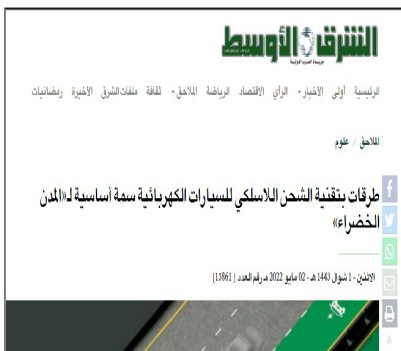 الشرق الأوسط
جريدة العرب الدولية
الرئيسية أولى الأخبار الرأي الاقتصاد الرياضة الملاحق ثقافة ملفات الشرق الأخيرة رمضانيات
الملاحق / علوم
طرقات بتقنية الشحن اللاسلكي للسيارات الكهربائية سمة أساسية لـ«المدن
الخضراء»
الاثنين - 1 شوال 1443 هـ - 02 مايو 2022 مـ رقم العدد [ 15861]
A